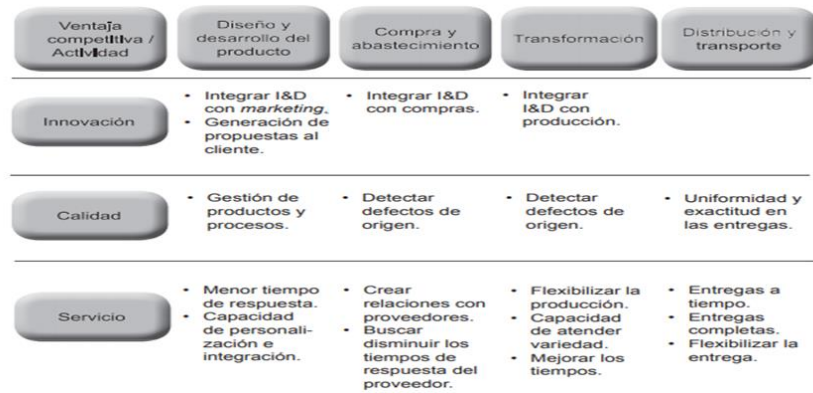 Ventaja
competitiva /
Actividad
Diseño y
desarrollo del
producto
Compra y
abastecimiento
Transformación
Distribución y
transporte
Innovación
• Integrar I&D
con marketing.
• Generación de
propuestas al
cliente.
• Integrar I&D
con compras.
• Integrar
I&D con
producción.
Calidad
• Gestión de
productos y
procesos.
• Detectar
defectos de
origen.
• Detectar
defectos de
origen.
• Uniformidad y
exactitud en
las entregas.
Servicio
• Menor tiempo
de respuesta.
• Capacidad
de personali-
zación e
integración.
• Crear
relaciones con
proveedores.
• Buscar
disminuir los
tiempos de
respuesta del
proveedor.
• Flexibilizar la
producción.
• Capacidad
de atender
variedad.
• Mejorar los
tiempos.
• Entregas a
tiempo.
• Entregas
completas.
• Flexibilizar la
entrega.